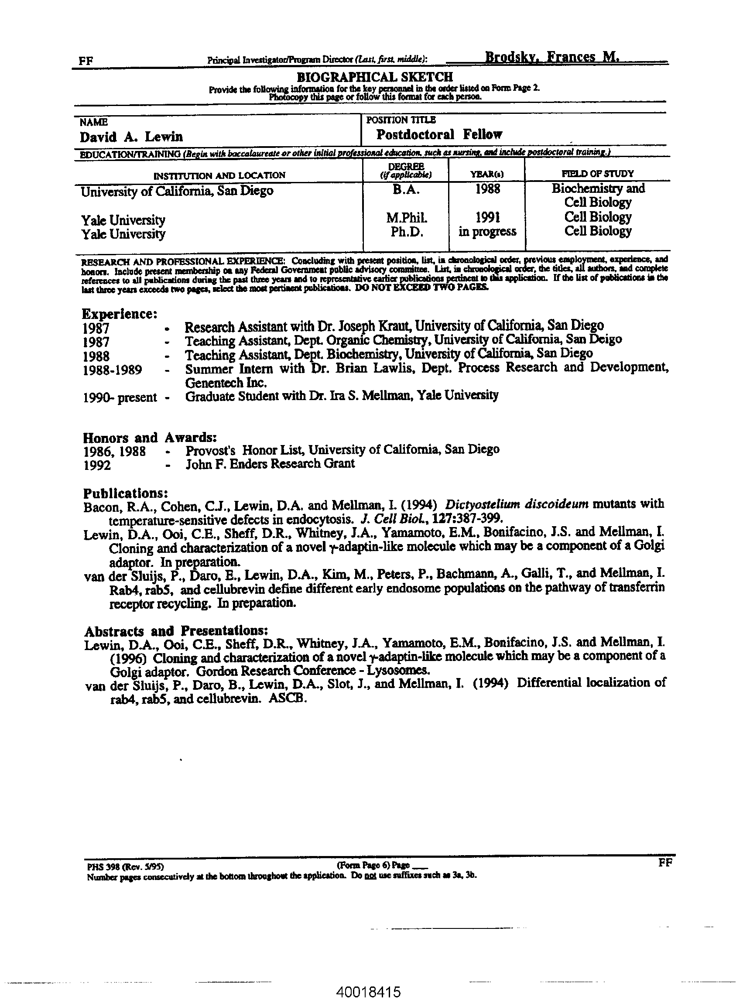 FF Principal Investigator/Program Director (Last, first, middle): Brodsky, Frances M.
BIOGRAPHICAL SKETCH
Provide the following information for the key personnel in the order listed on Form Page 2.
Photocopy this page or follow this format for each person.
NAME POSITION TITLE
David A. Lewin Postdoctoral Fellow
EDUCATION/TRAINING (Begin with baccalaureate or other initial professional education, such as nursing, and include postdoctoral training.)
INSTITUTION AND LOCATION DEGREE (if applicable) YEAR(s) FIELD OF STUDY
University of California, San Diego B.A. 1988 Biochemistry and
Cell Biology
Yale University M.Phil. 1991 Cell Biology
Yale University Ph.D. in progress Cell Biology
RESEARCH AND PROFESSIONAL EXPERIENCE: Concluding with present position, list, in chronological order, previous employment, experience, and
honors. Include present membership on any Federal Government public advisory committee. List, in chronological order, the titles, all authors, and complete
references to all publications during the past three years and to representative earlier publications pertinent to this application. If the list of publications in the
last three years exceeds two pages, select the most pertinent publications. DO NOT EXCEED TWO PAGES.
Experience:
1987 - Research Assistant with Dr. Joseph Kraut, University of California, San Diego
1987 - Teaching Assistant, Dept. Organic Chemistry, University of California, San Deigo
1988 - Teaching Assistant, Dept. Biochemistry, University of California, San Diego
1988-1989 - Summer Intern with Dr. Brian Lawlis, Dept. Process Research and Development,
Genentech Inc.
1990- present - Graduate Student with Dr. Ira S. Mellman, Yale University
Honors and Awards:
1986, 1988 - Provost's Honor List, University of California, San Diego
1992 - John F. Enders Research Grant
Publications:
Bacon, R.A., Cohen, C.J., Lewin, D.A. and Mellman, I. (1994) Dictyostelium discoideum mutants with
temperature-sensitive defects in endocytosis. J. Cell Biol., 127:387-399.
Lewin, D.A., Ooi, C.E., Sheff, D.R., Whitney, J.A., Yamamoto, E.M., Bonifacino, J.S. and Mellman, I.
Cloning and characterization of a novel γ-adaptin-like molecule which may be a component of a Golgi
adaptor. In preparation.
van der Sluijs, P., Daro, E., Lewin, D.A., Kim, M., Peters, P., Bachmann, A., Galli, T., and Mellman, I.
Rab4, rab5, and cellubrevin define different early endosome populations on the pathway of transferrin
receptor recycling. In preparation.
Abstracts and Presentations:
Lewin, D.A., Ooi, C.E., Sheff, D.R., Whitney, J.A., Yamamoto, E.M., Bonifacino, J.S. and Mellman, I.
(1996) Cloning and characterization of a novel γ-adaptin-like molecule which may be a component of a
Golgi adaptor. Gordon Research Conference - Lysosomes.
van der Sluijs, P., Daro, B., Lewin, D.A., Slot, J., and Mellman, I. (1994) Differential localization of
rab4, rab5, and cellubrevin. ASCB.
PHS 398 (Rev. 5/95) (Form Page 6) Page ___ FF
Number pages consecutively at the bottom throughout the application. Do not use suffixes such as 3a, 3b.
40018415